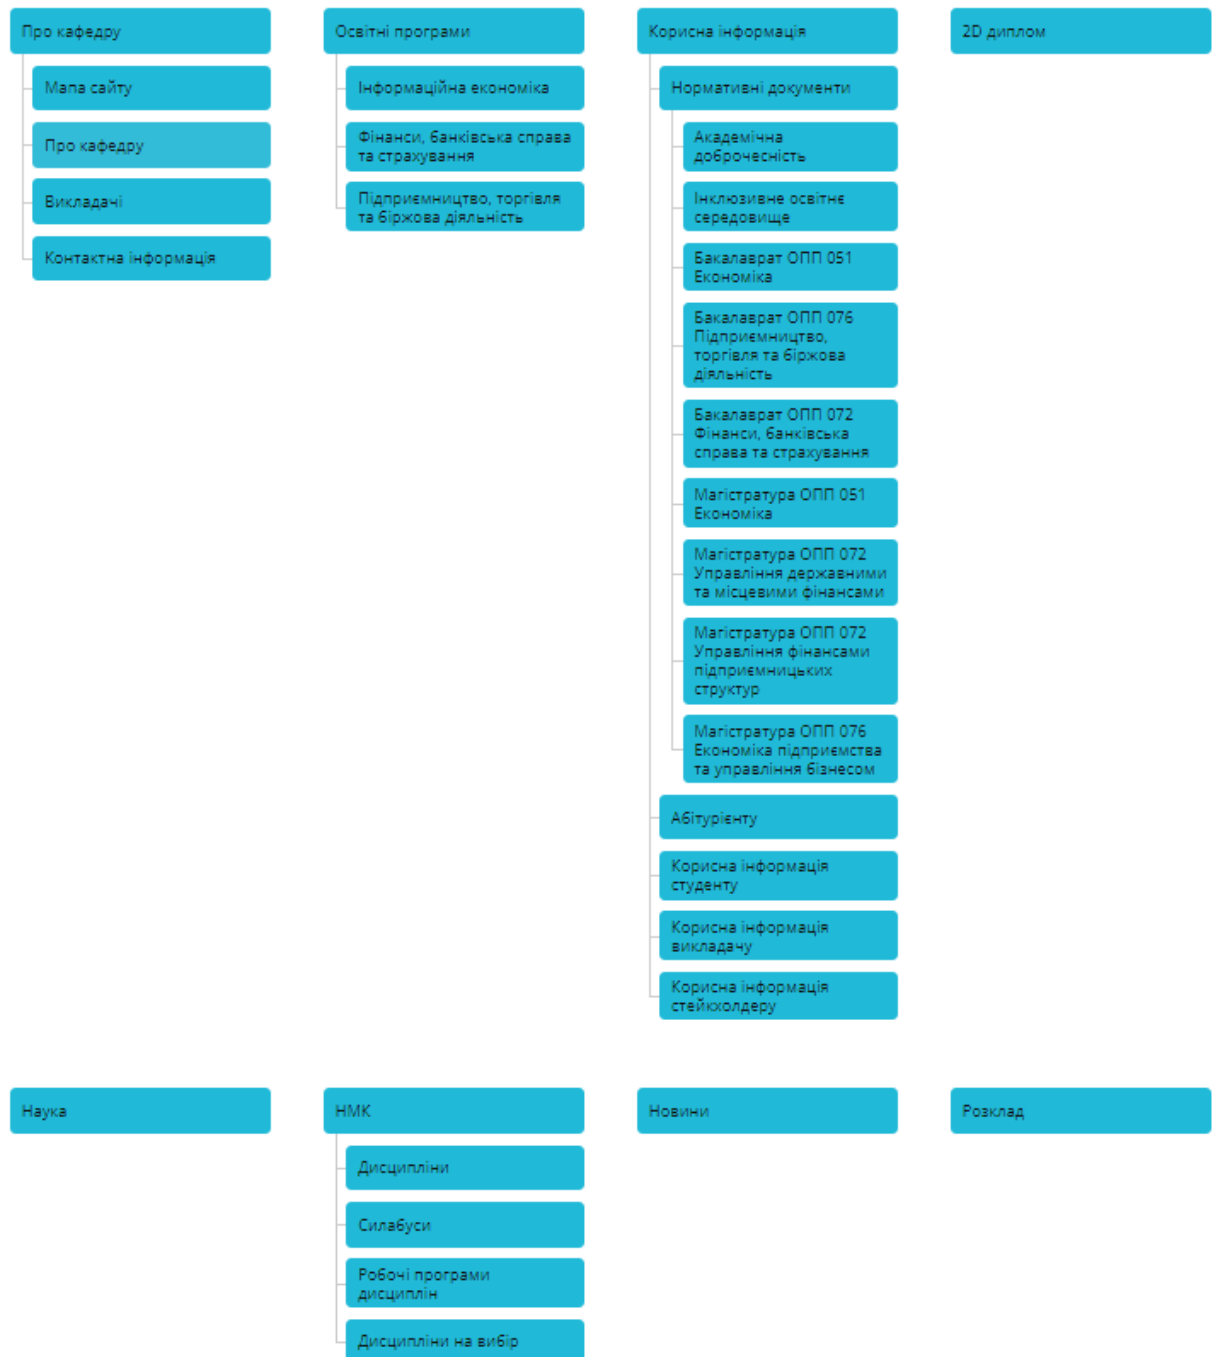 Про кафедру
Мапа сайту
Про кафедру
Викладачі
Контактна інформація
Освітні програми
Інформаційна економіка
Фінанси, банківська справа
та страхування
Підприємництво, торгівля
та біржова діяльність
Корисна інформація
Нормативні документи
Академічна
доброчесність
Інклюзивне освітнє
середовище
Бакалаврат ОПП 051
Економіка
Бакалаврат ОПП 076
Підприємництво,
торгівля та біржова
діяльність
Бакалаврат ОПП 072
Фінанси, банківська
справа та страхування
Магістратура ОПП 051
Економіка
Магістратура ОПП 072
Управління державними
та місцевими фінансами
Магістратура ОПП 072
Управління фінансами
підприємницьких
структур
Магістратура ОПП 076
Економіка підприємства
та управління бізнесом
Абітурієнту
Корисна інформація
студенту
Корисна інформація
викладачу
Корисна інформація
стейкхолдеру
2D диплом
Наука
НМК
Дисципліни
Силабуси
Робочі програми
дисциплін
Дисципліни на вибір
Новини
Розклад